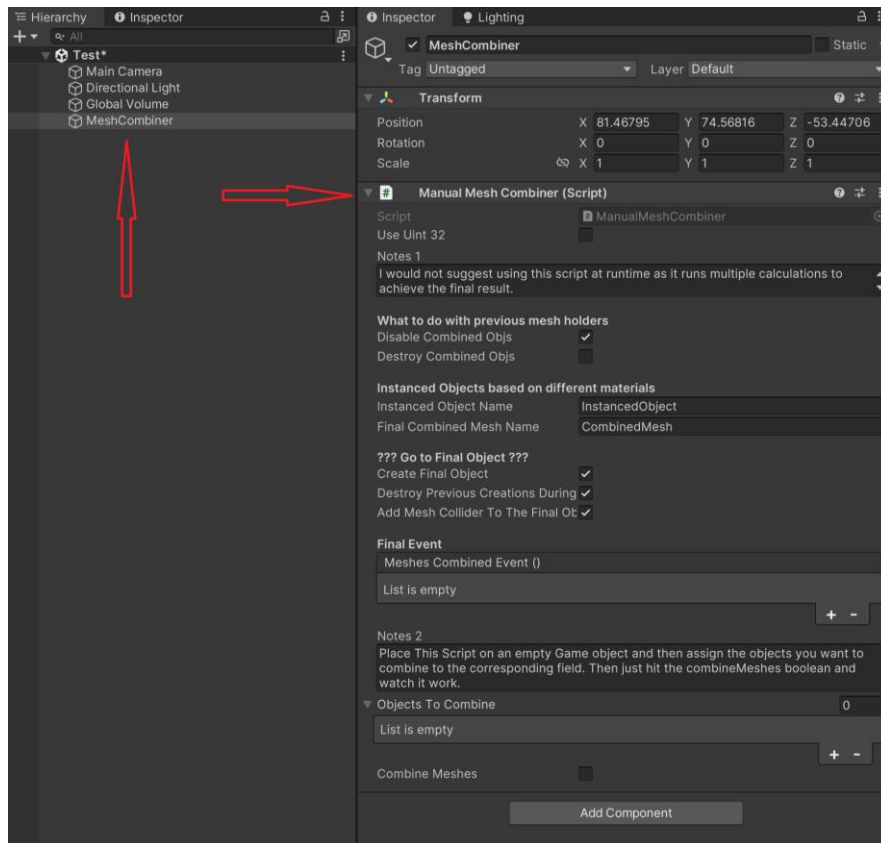 Hierarchy
Inspector
All
Test*
Main Camera
Directional Light
Global Volume
MeshCombiner
Inspector
Lighting
MeshCombiner
Static
Tag Untagged
Layer Default
Transform
Position X 81.46795 Y 74.56816 Z -53.44706
Rotation X 0 Y 0 Z 0
Scale X 1 Y 1 Z 1
# Manual Mesh Combiner (Script)
Script ManualMeshCombiner
Use Uint 32
Notes 1
I would not suggest using this script at runtime as it runs multiple calculations to
achieve the final result.
What to do with previous mesh holders
Disable Combined Objs
Destroy Combined Objs
Instanced Objects based on different materials
Instanced Object Name InstancedObject
Final Combined Mesh Name CombinedMesh
??? Go to Final Object ???
Create Final Object
Destroy Previous Creations During
Add Mesh Collider To The Final Ob
Final Event
Meshes Combined Event ()
List is empty
+ -
Notes 2
Place This Script on an empty Game object and then assign the objects you want to
combine to the corresponding field. Then just hit the combineMeshes boolean and
watch it work.
Objects To Combine 0
List is empty
+ -
Combine Meshes
Add Component